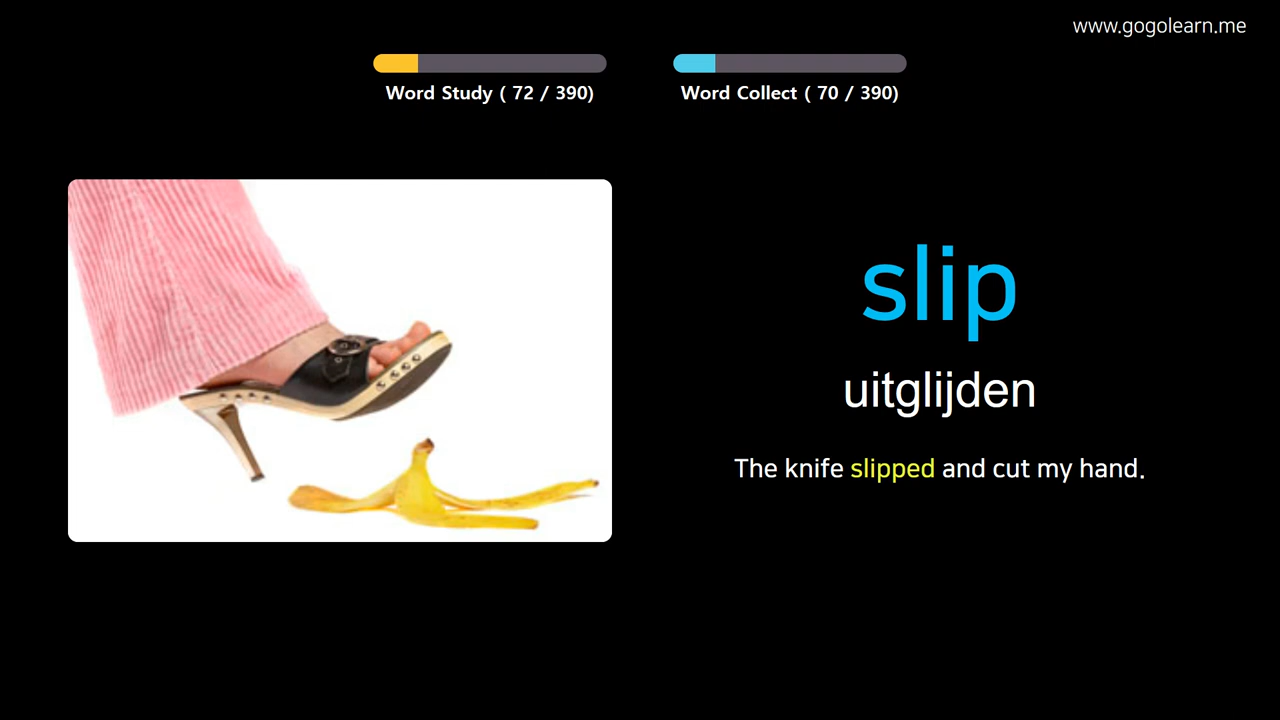 www.gogolearn.me
Word Study ( 72 / 390)
Word Collect ( 70 / 390)
slip
uitglijden
The knife slipped and cut my hand.